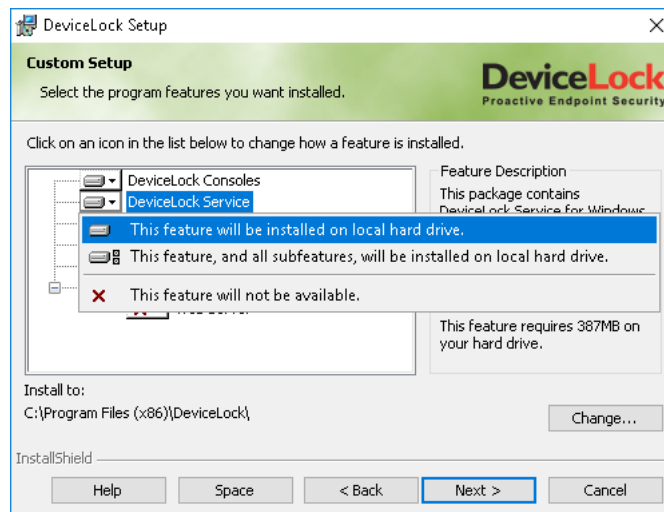 DeviceLock Setup
Custom Setup
Select the program features you want installed.
DeviceLock
Proactive Endpoint Security
Click on an icon in the list below to change how a feature is installed.
DeviceLock Consoles
DeviceLock Service
Feature Description
This package contains
DeviceLock Service for Windows
This feature will be installed on local hard drive.
This feature, and all subfeatures, will be installed on local hard drive.
This feature will not be available.
This feature requires 387MB on
your hard drive.
Install to:
C:\Program Files (x86)\DeviceLock\
Change...
InstallShield
Help
Space
< Back
Next >
Cancel